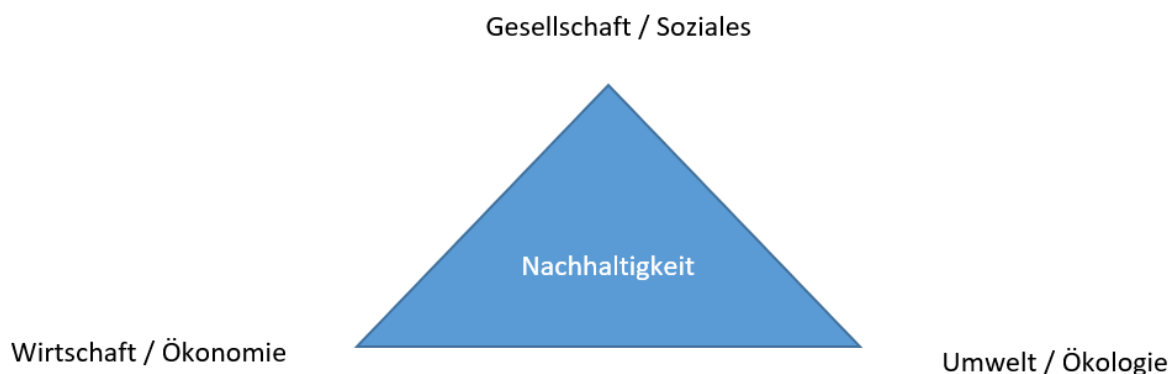 Gesellschaft / Soziales
Nachhaltigkeit
Wirtschaft / Ökonomie
Umwelt / Ökologie